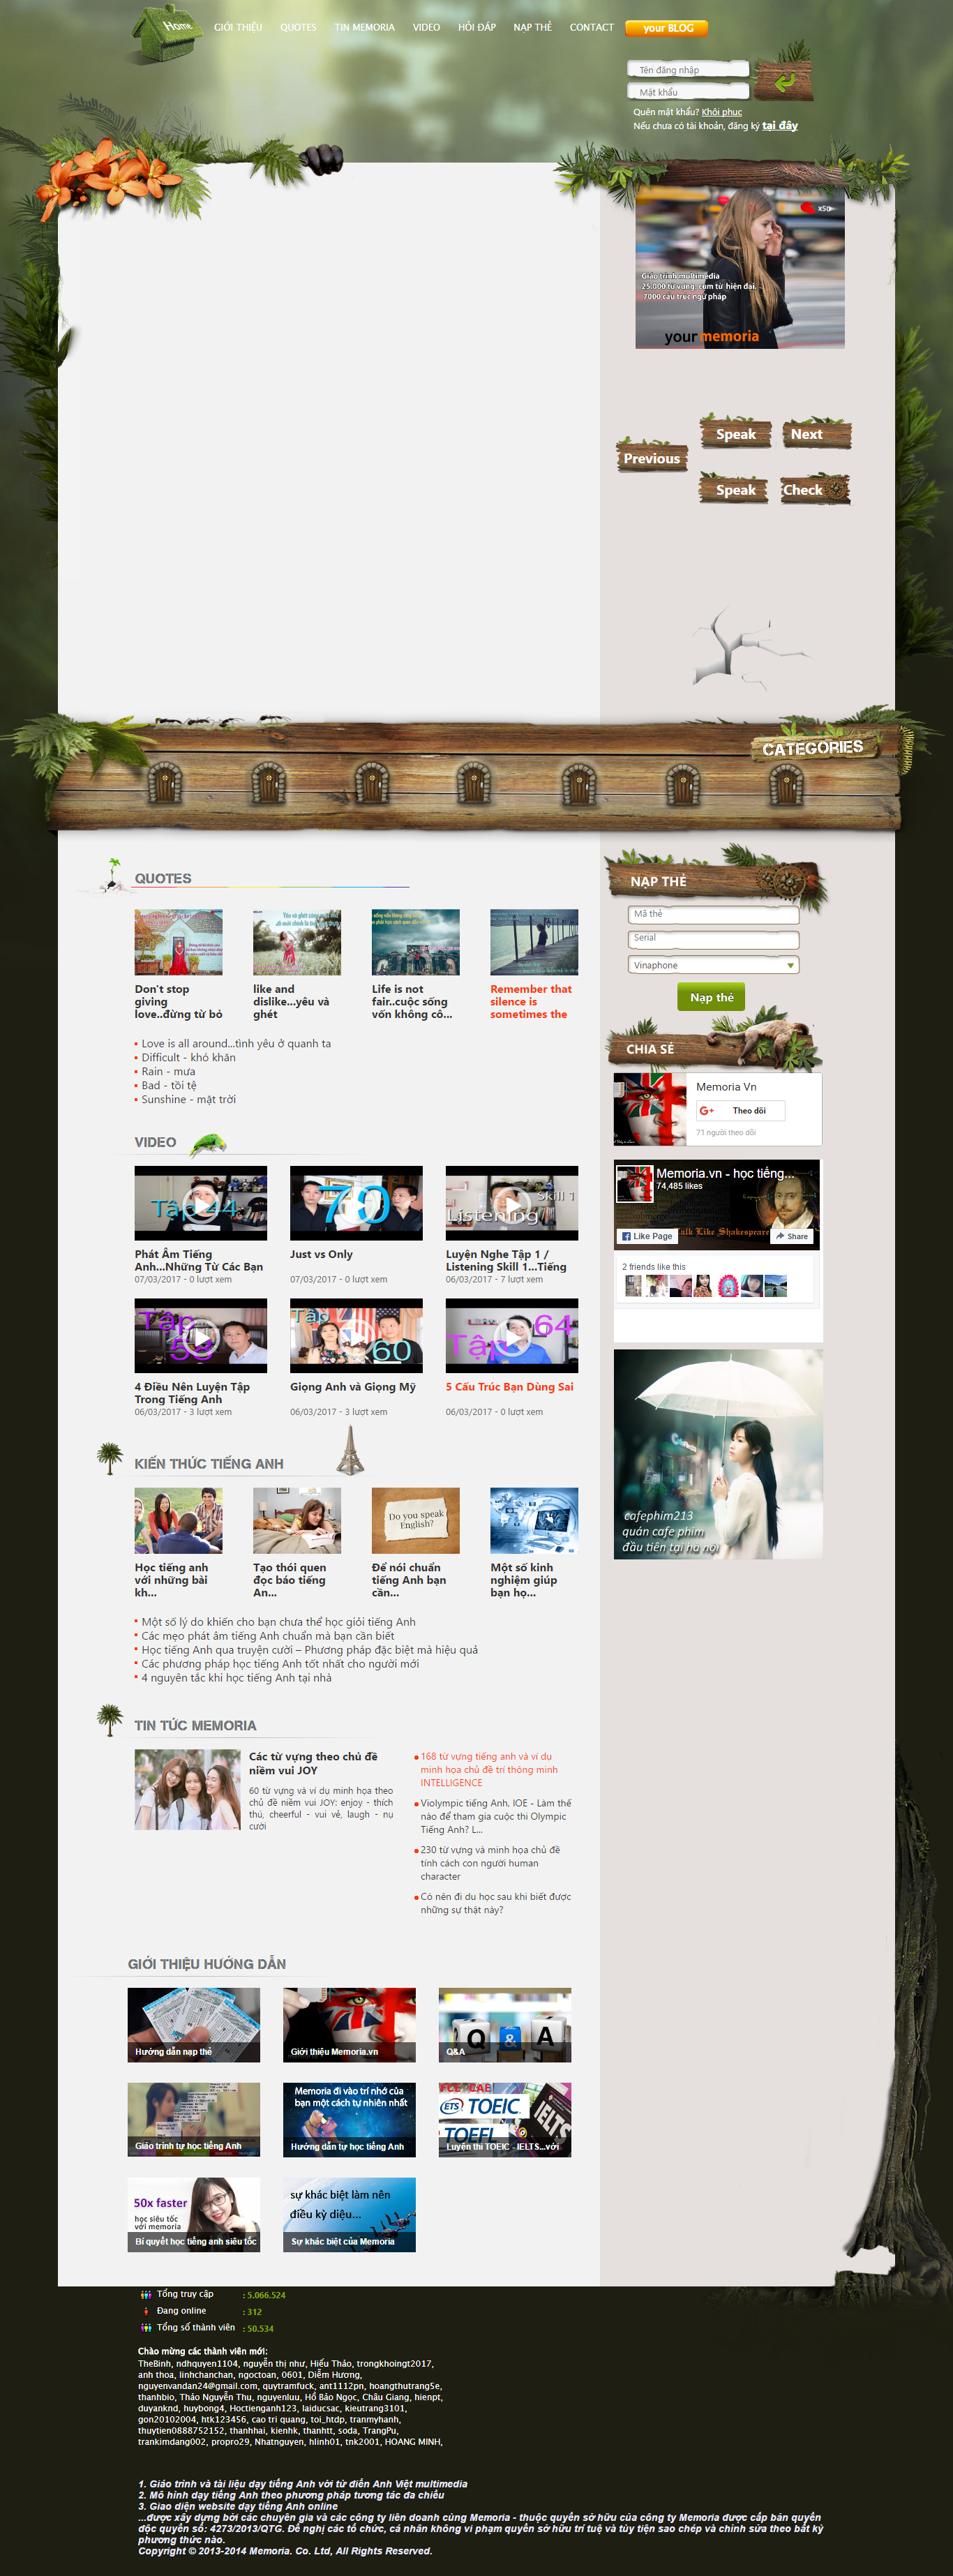 Home
GIỚI THIỆU QUOTES TIN MEMORIA VIDEO HỎI ĐÁP NẠP THẺ CONTACT your BLOG
Tên đăng nhập
Mật khẩu
Quên mật khẩu? Khôi phục
Nếu chưa có tài khoản, đăng ký tại đây
x50
Giáo trình multimedia
25.000 từ vựng, cụm từ hiện đại.
7000 cấu trúc ngữ pháp
your memoria
Speak Next
Previous
Speak Check
CATEGORIES
QUOTES
Don't stop
giving
love..đừng từ bỏ
like and
dislike...yêu và
ghét
Life is not
fair..cuộc sống
vốn không cô...
Remember that
silence is
sometimes the
Love is all around...tình yêu ở quanh ta
Difficult - khó khăn
Rain - mưa
Bad - tồi tệ
Sunshine - mặt trời
NẠP THẺ
Mã thẻ
Serial
Vinaphone
Nạp thẻ
CHIA SẺ
Memoria Vn
Theo dõi
71 người theo dõi
Memoria.vn - học tiếng...
74,485 likes
Talk Like Shakespeare
Like Page Share
2 friends like this
cafephim213
quán cafe phim
đầu tiên tại hà nội
VIDEO
Tập 44
70
Skill 1
Listening
Phát Âm Tiếng
Anh...Những Từ Các Bạn
07/03/2017 - 0 lượt xem
Just vs Only
07/03/2017 - 0 lượt xem
Luyện Nghe Tập 1 /
Listening Skill 1...Tiếng
06/03/2017 - 7 lượt xem
Tập
Tập
60
Tập 64
4 Điều Nên Luyện Tập
Trong Tiếng Anh
06/03/2017 - 3 lượt xem
Giọng Anh và Giọng Mỹ
06/03/2017 - 3 lượt xem
5 Cấu Trúc Bạn Dùng Sai
06/03/2017 - 0 lượt xem
KIẾN THỨC TIẾNG ANH
Do you speak
English?
Học tiếng anh
với những bài
kh...
Tạo thói quen
đọc báo tiếng
An...
Để nói chuẩn
tiếng Anh bạn
cần...
Một số kinh
nghiệm giúp
bạn họ...
Một số lý do khiến cho bạn chưa thể học giỏi tiếng Anh
Các mẹo phát âm tiếng Anh chuẩn mà bạn cần biết
Học tiếng Anh qua truyện cười – Phương pháp đặc biệt mà hiệu quả
Các phương pháp học tiếng Anh tốt nhất cho người mới
4 nguyên tắc khi học tiếng Anh tại nhà
TIN TỨC MEMORIA
Các từ vựng theo chủ đề
niềm vui JOY
60 từ vựng và ví dụ minh họa theo
chủ đề niềm vui JOY: enjoy - thích
thú, cheerful - vui vẻ, laugh - nụ
cười
168 từ vựng tiếng anh và ví dụ
minh họa chủ đề trí thông minh
INTELLIGENCE
Violympic tiếng Anh, IOE - Làm thế
nào để tham gia cuộc thi Olympic
Tiếng Anh? L...
230 từ vựng và minh họa chủ đề
tính cách con người human
character
Có nên đi du học sau khi biết được
những sự thật này?
GIỚI THIỆU HƯỚNG DẪN
Hướng dẫn nạp thẻ
Giới thiệu Memoria.vn
Q & A
Q&A
Giáo trình tự học tiếng Anh
Memoria đi vào trí nhớ của
bạn một cách tự nhiên nhất
Hướng dẫn tự học tiếng Anh
FCE CAE
ETS TOEIC
TOEFL
IELTS
Luyện thi TOEIC - IELTS...với
50x faster
học siêu tốc
với memoria
Bí quyết học tiếng anh siêu tốc
sự khác biệt làm nên
điều kỳ diệu...
Sự khác biệt của Memoria
Tổng truy cập : 5.066.524
Đang online : 312
Tổng số thành viên : 50.534
Chào mừng các thành viên mới:
TheBinh, ndhquyen1104, nguyễn thị như, Hiếu Thảo, trongkhoingt2017,
anh thoa, linhchanchan, ngoctoan, 0601, Diễm Hương,
nguyenvandan24@gmail.com, quytramfuck, ant1112pn, hoangthutrang5e,
thanhbio, Thảo Nguyễn Thu, nguyenluu, Hồ Bảo Ngọc, Châu Giang, hienpt,
duyanknd, huybong4, Hoctienganh123, laiducsac, kieutrang3101,
gon20102004, htk123456, cao tri quang, toi_htdp, tranmyhanh,
thuytien0888752152, thanhhai, kienhk, thanhtt, soda, TrangPu,
trankimdang002, propro29, Nhatnguyen, hlinh01, tnk2001, HOANG MINH,
1. Giáo trình và tài liệu dạy tiếng Anh với từ điển Anh Việt multimedia
2. Mô hình dạy tiếng Anh theo phương pháp tương tác đa chiều
3. Giao diện website dạy tiếng Anh online
...được xây dựng bởi các chuyên gia và các công ty liên doanh cùng Memoria - thuộc quyền sở hữu của công ty Memoria được cấp bản quyền
độc quyền số: 4273/2013/QTG. Đề nghị các tổ chức, cá nhân không vi phạm quyền sở hữu trí tuệ và tùy tiện sao chép và chỉnh sửa theo bất kỳ
phương thức nào.
Copyright © 2013-2014 Memoria. Co. Ltd, All Rights Reserved.